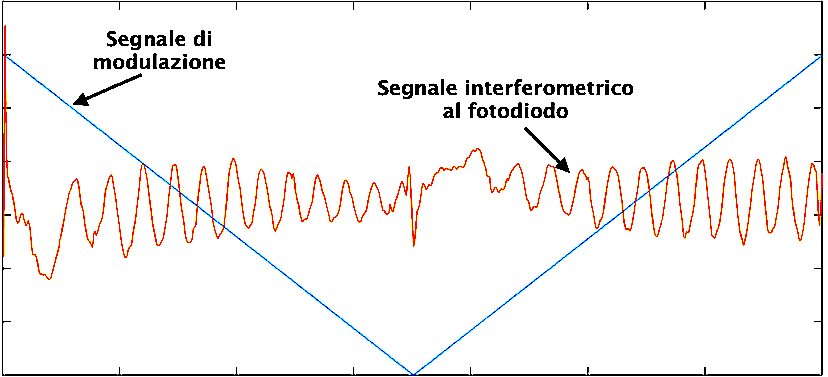 Segnale di
modulazione
Segnale interferometrico
al fotodiodo